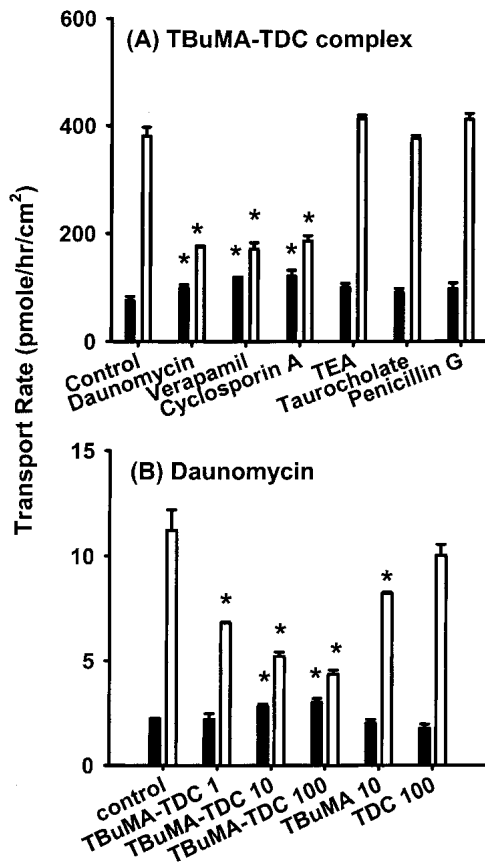 Transport Rate (pmole/hr/cm²)
600
400
200
0
(A) TBuMA-TDC complex
* * * * * *
Control
Daunomycin
Verapamil
Cyclosporin A
TEA
Taurocholate
Penicillin G
15
10
5
0
(B) Daunomycin
* * * * * *
control
TBuMA-TDC 1
TBuMA-TDC 10
TBuMA-TDC 100
TBuMA 10
TDC 100